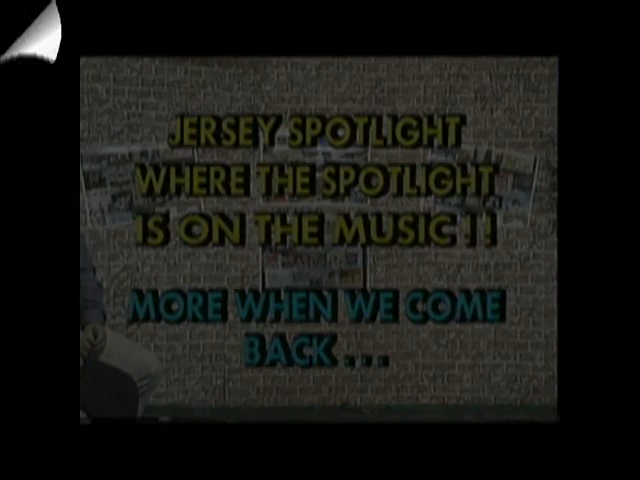 JERSEY SPOTLIGHT
WHERE THE SPOTLIGHT
IS ON THE MUSIC ! !
MORE WHEN WE COME
BACK . . .